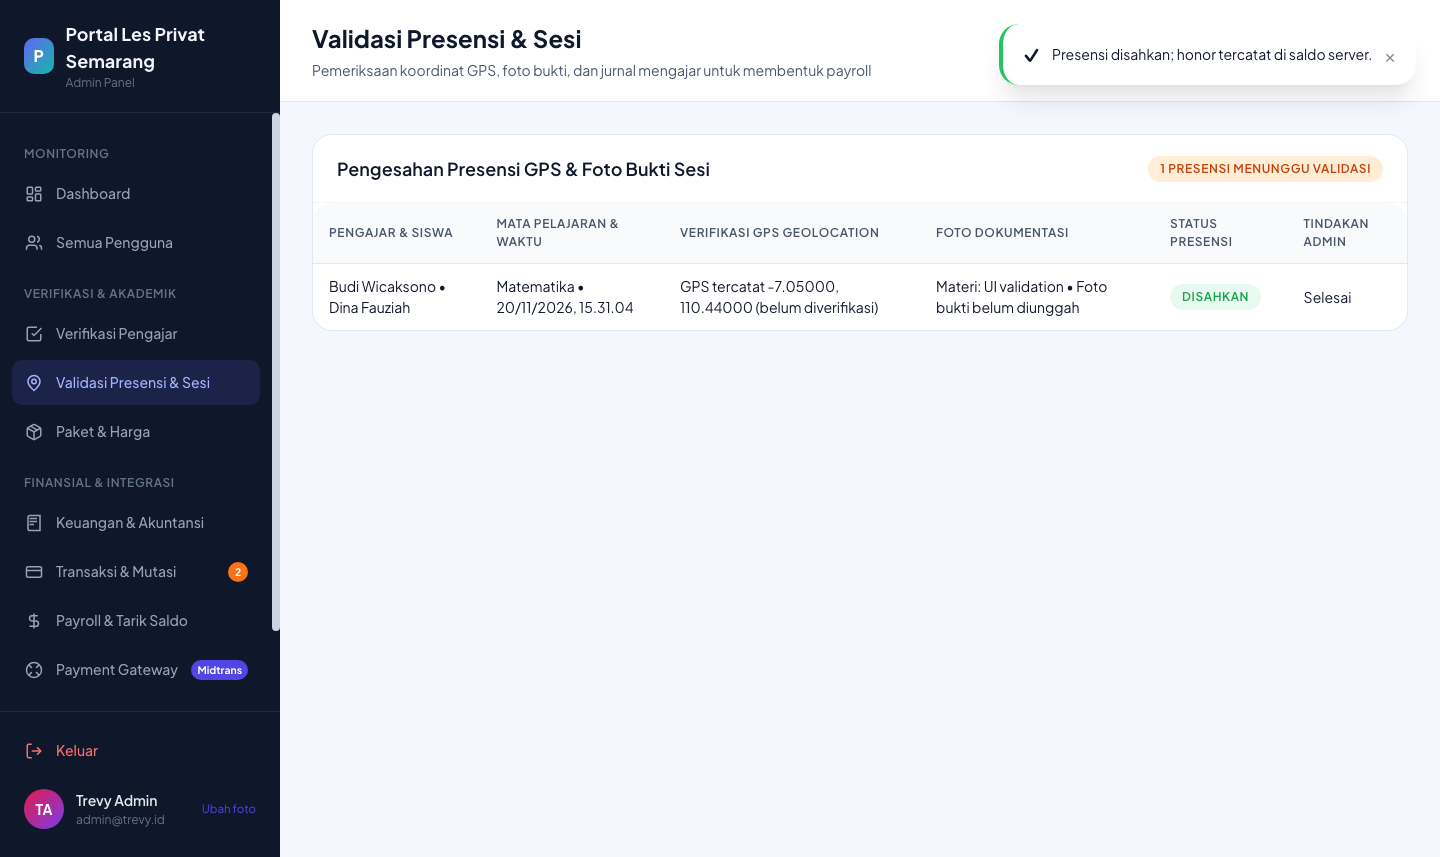 P
Portal Les Privat
Semarang
Admin Panel
MONITORING
Dashboard
Semua Pengguna
VERIFIKASI & AKADEMIK
Verifikasi Pengajar
Validasi Presensi & Sesi
Paket & Harga
FINANSIAL & INTEGRASI
Keuangan & Akuntansi
Transaksi & Mutasi 2
Payroll & Tarik Saldo
Payment Gateway Midtrans
Keluar
TA
Trevy Admin
admin@trevy.id
Ubah foto
Validasi Presensi & Sesi
Pemeriksaan koordinat GPS, foto bukti, dan jurnal mengajar untuk membentuk payroll
Presensi disahkan; honor tercatat di saldo server. ×
Pengesahan Presensi GPS & Foto Bukti Sesi
1 PRESENSI MENUNGGU VALIDASI
PENGAJAR & SISWA
MATA PELAJARAN &
WAKTU
VERIFIKASI GPS GEOLOCATION
FOTO DOKUMENTASI
STATUS
PRESENSI
TINDAKAN
ADMIN
Budi Wicaksono •
Dina Fauziah
Matematika •
20/11/2026, 15.31.04
GPS tercatat -7.05000,
110.44000 (belum diverifikasi)
Materi: UI validation • Foto
bukti belum diunggah
DISAHKAN
Selesai